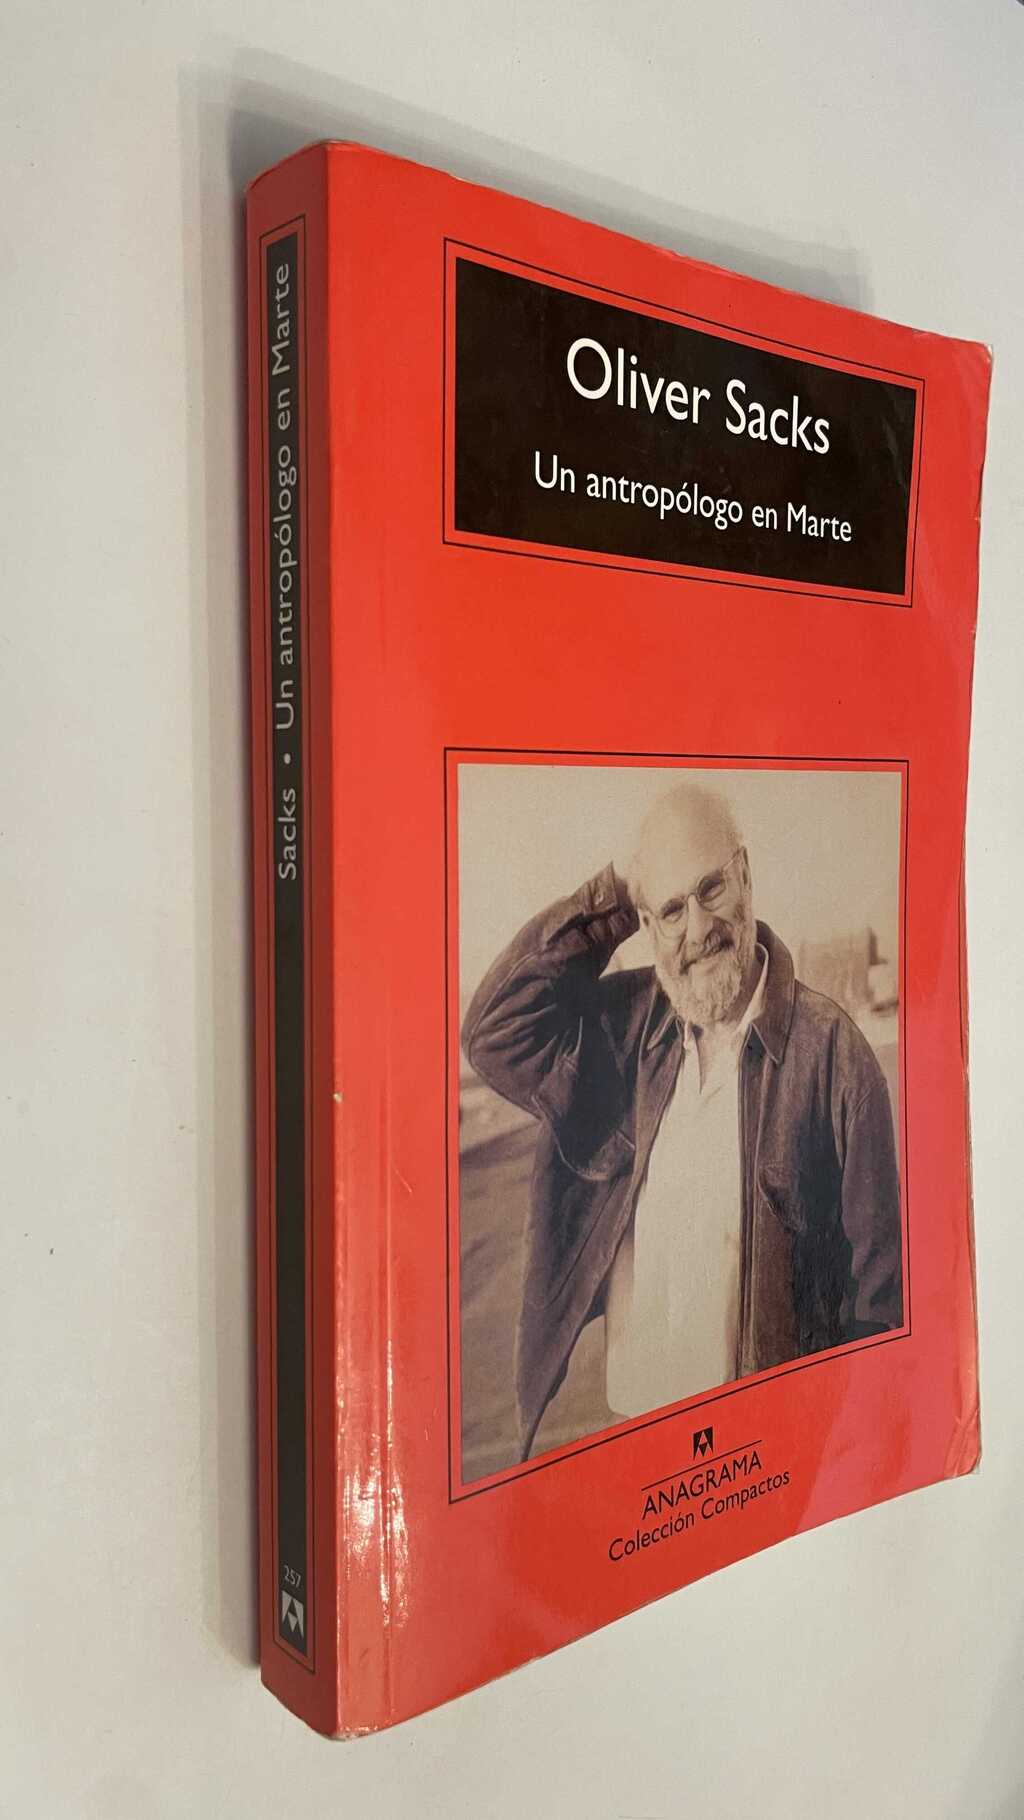 Oliver Sacks
Un antropólogo en Marte
ANAGRAMA
Colección Compactos
Sacks • Un antropólogo en Marte
257